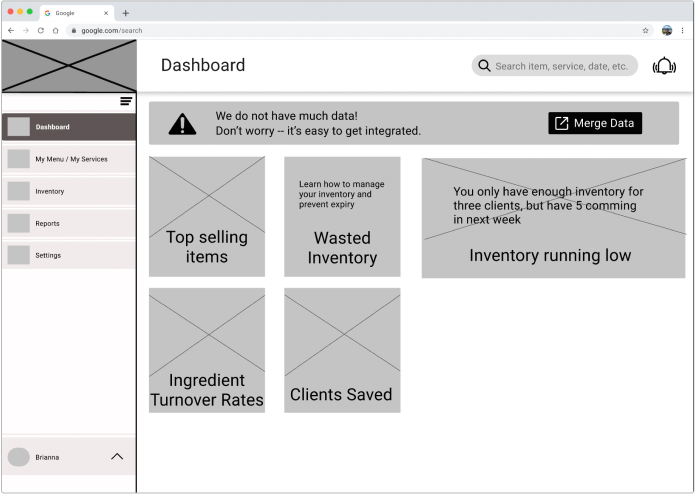 Google
google.com/search
Dashboard
Search item, service, date, etc.
Dashboard
My Menu / My Services
Inventory
Reports
Settings
Brianna
We do not have much data!
Don't worry -- it's easy to get integrated.
Merge Data
Top selling
items
Learn how to manage
your inventory and
prevent expiry
Wasted
Inventory
You only have enough inventory for
three clients, but have 5 comming
in next week
Inventory running low
Ingredient
Turnover Rates
Clients Saved